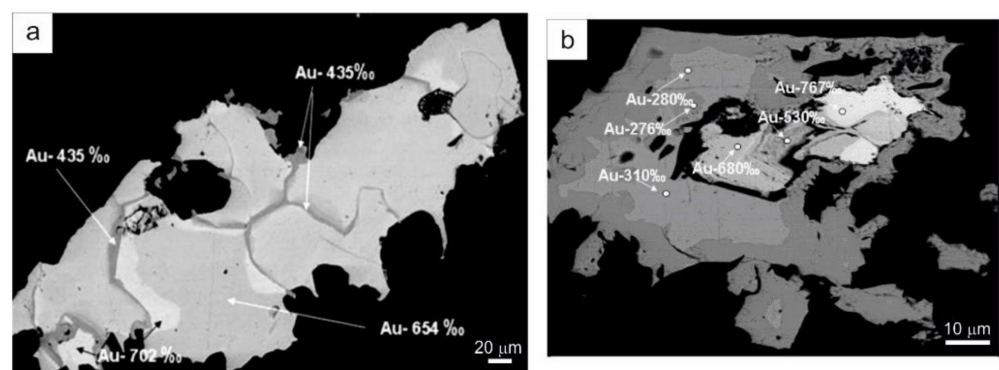 a
Au- 435‰
Au- 435 ‰
Au- 654 ‰
Au- 702 ‰
20 μm
b
Au-767‰
Au-280‰
Au-530‰
Au-276‰
Au-680‰
Au-310‰
10 μm